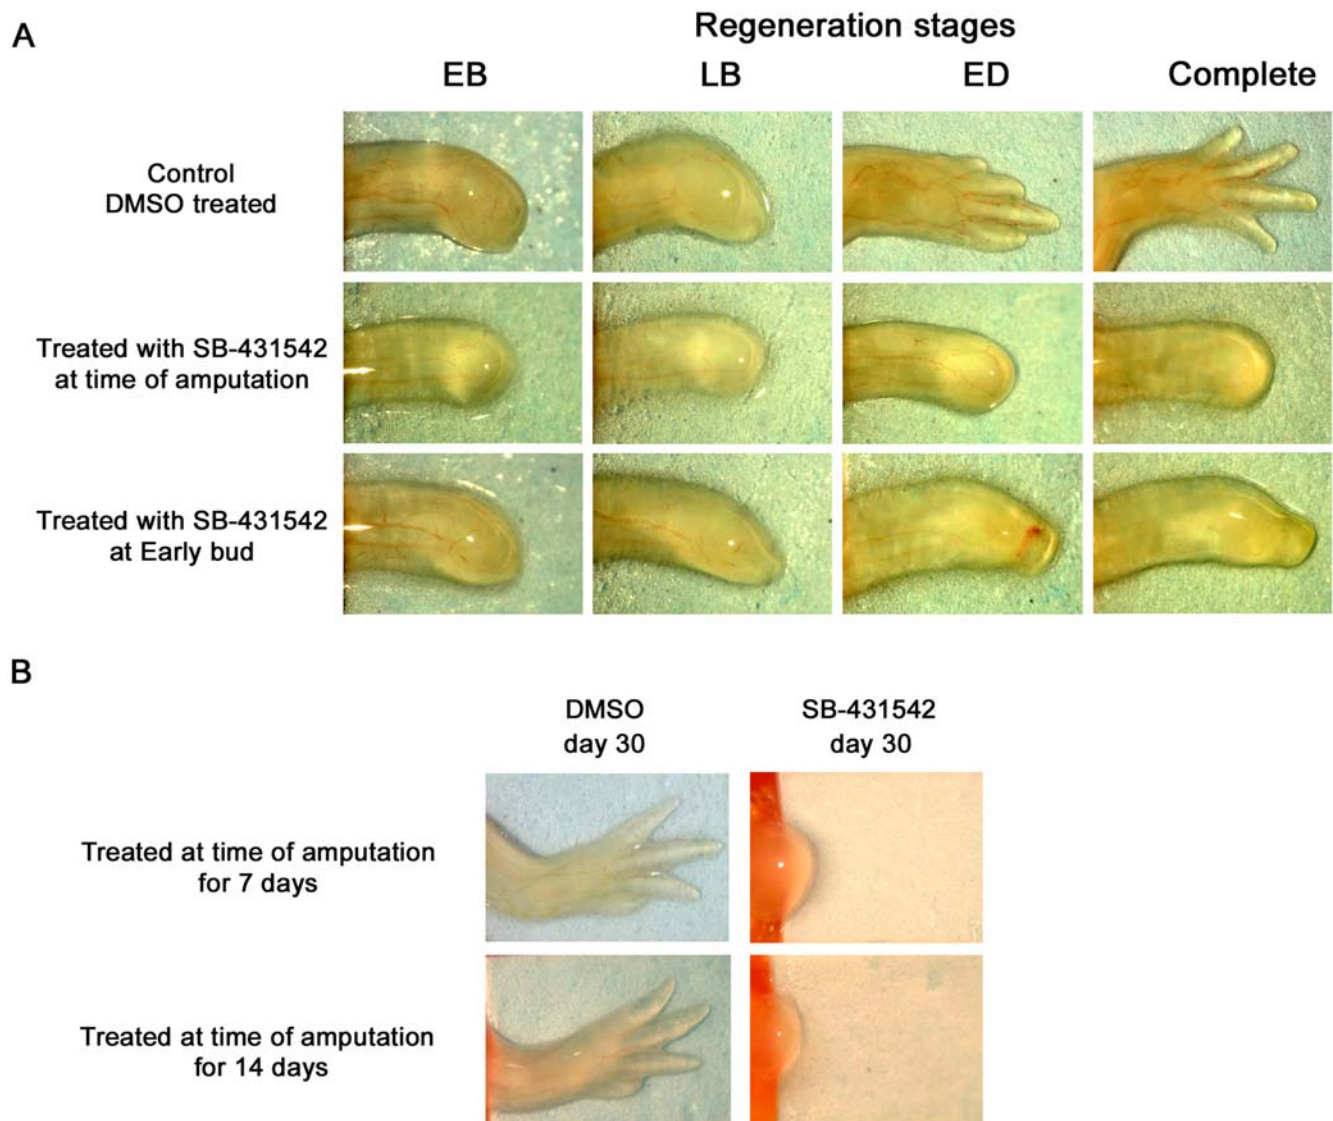 A
Regeneration stages
EB
LB
ED
Complete
Control
DMSO treated
Treated with SB-431542
at time of amputation
Treated with SB-431542
at Early bud
B
DMSO
day 30
SB-431542
day 30
Treated at time of amputation
for 7 days
Treated at time of amputation
for 14 days